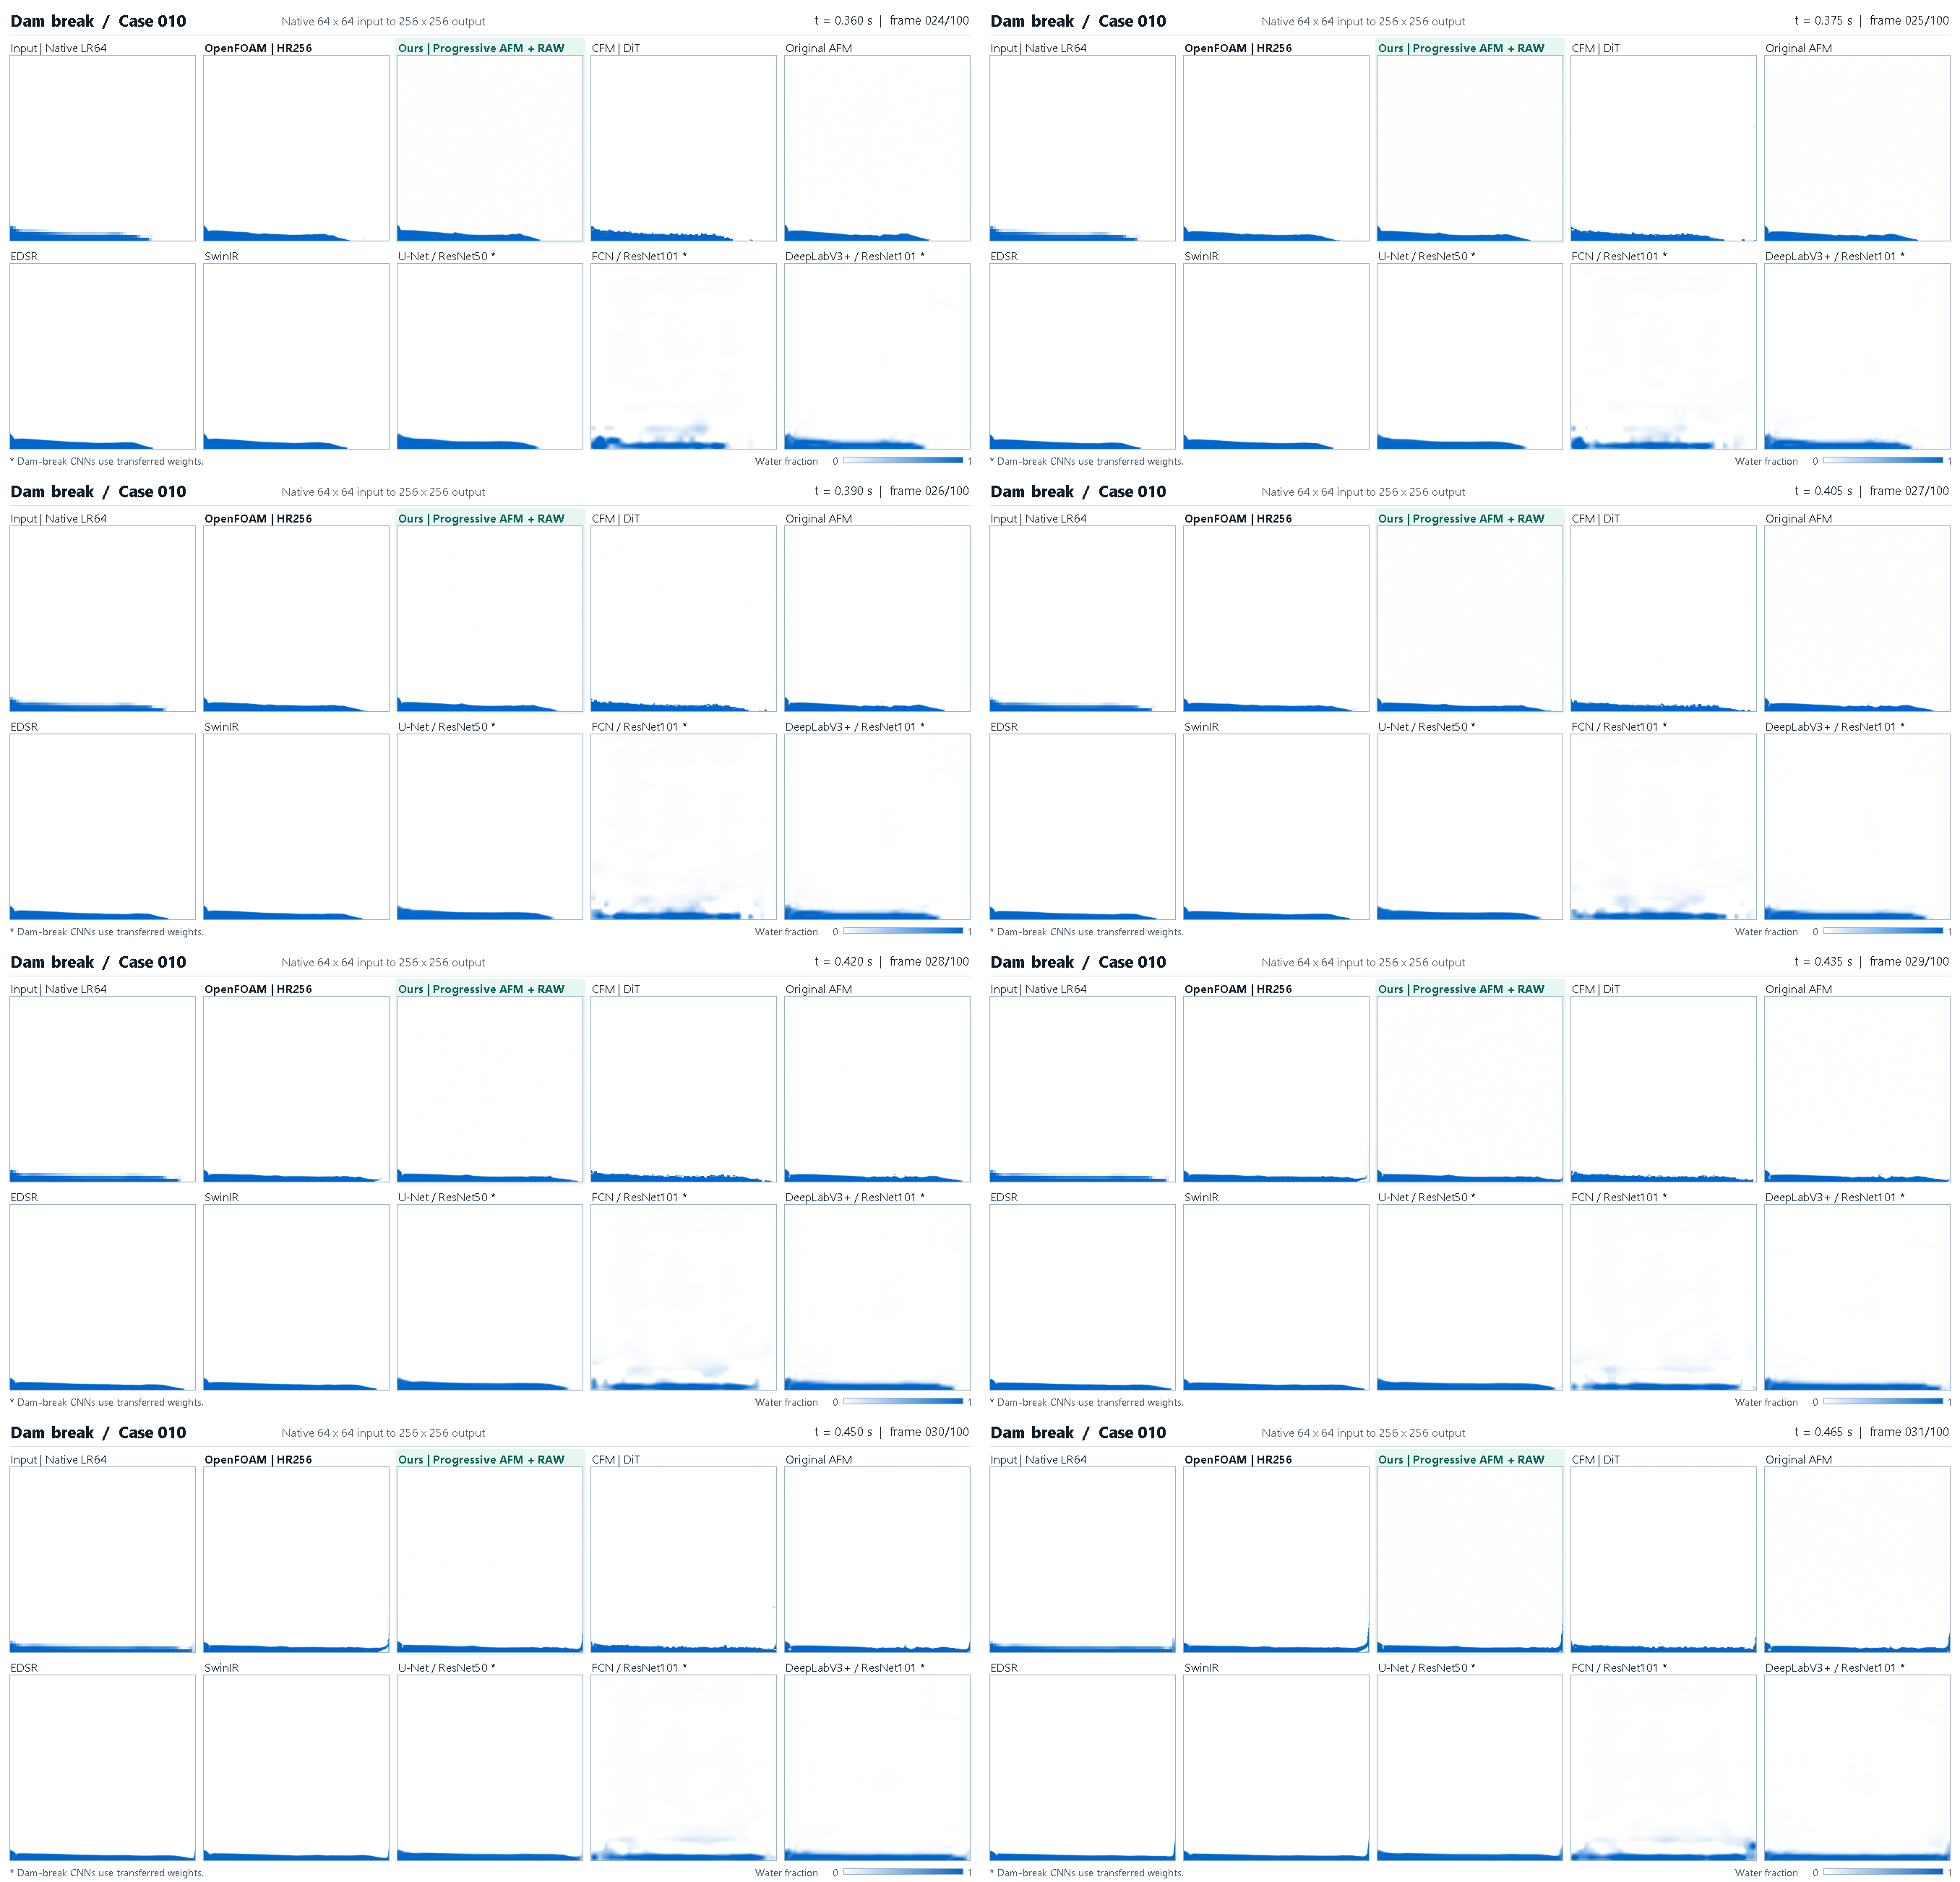 Dam break / Case 010 Native 64 x 64 input to 256 x 256 output t = 0.360 s | frame 024/100
Input | Native LR64 OpenFOAM | HR256 Ours | Progressive AFM + RAW CFM | DiT Original AFM
EDSR SwinIR U-Net / ResNet50 * FCN / ResNet101 * DeepLabV3+ / ResNet101 *
* Dam-break CNNs use transferred weights. Water fraction 0 1
Dam break / Case 010 Native 64 x 64 input to 256 x 256 output t = 0.375 s | frame 025/100
Input | Native LR64 OpenFOAM | HR256 Ours | Progressive AFM + RAW CFM | DiT Original AFM
EDSR SwinIR U-Net / ResNet50 * FCN / ResNet101 * DeepLabV3+ / ResNet101 *
* Dam-break CNNs use transferred weights. Water fraction 0 1
Dam break / Case 010 Native 64 x 64 input to 256 x 256 output t = 0.390 s | frame 026/100
Input | Native LR64 OpenFOAM | HR256 Ours | Progressive AFM + RAW CFM | DiT Original AFM
EDSR SwinIR U-Net / ResNet50 * FCN / ResNet101 * DeepLabV3+ / ResNet101 *
* Dam-break CNNs use transferred weights. Water fraction 0 1
Dam break / Case 010 Native 64 x 64 input to 256 x 256 output t = 0.405 s | frame 027/100
Input | Native LR64 OpenFOAM | HR256 Ours | Progressive AFM + RAW CFM | DiT Original AFM
EDSR SwinIR U-Net / ResNet50 * FCN / ResNet101 * DeepLabV3+ / ResNet101 *
* Dam-break CNNs use transferred weights. Water fraction 0 1
Dam break / Case 010 Native 64 x 64 input to 256 x 256 output t = 0.420 s | frame 028/100
Input | Native LR64 OpenFOAM | HR256 Ours | Progressive AFM + RAW CFM | DiT Original AFM
EDSR SwinIR U-Net / ResNet50 * FCN / ResNet101 * DeepLabV3+ / ResNet101 *
* Dam-break CNNs use transferred weights. Water fraction 0 1
Dam break / Case 010 Native 64 x 64 input to 256 x 256 output t = 0.435 s | frame 029/100
Input | Native LR64 OpenFOAM | HR256 Ours | Progressive AFM + RAW CFM | DiT Original AFM
EDSR SwinIR U-Net / ResNet50 * FCN / ResNet101 * DeepLabV3+ / ResNet101 *
* Dam-break CNNs use transferred weights. Water fraction 0 1
Dam break / Case 010 Native 64 x 64 input to 256 x 256 output t = 0.450 s | frame 030/100
Input | Native LR64 OpenFOAM | HR256 Ours | Progressive AFM + RAW CFM | DiT Original AFM
EDSR SwinIR U-Net / ResNet50 * FCN / ResNet101 * DeepLabV3+ / ResNet101 *
* Dam-break CNNs use transferred weights. Water fraction 0 1
Dam break / Case 010 Native 64 x 64 input to 256 x 256 output t = 0.465 s | frame 031/100
Input | Native LR64 OpenFOAM | HR256 Ours | Progressive AFM + RAW CFM | DiT Original AFM
EDSR SwinIR U-Net / ResNet50 * FCN / ResNet101 * DeepLabV3+ / ResNet101 *
* Dam-break CNNs use transferred weights. Water fraction 0 1